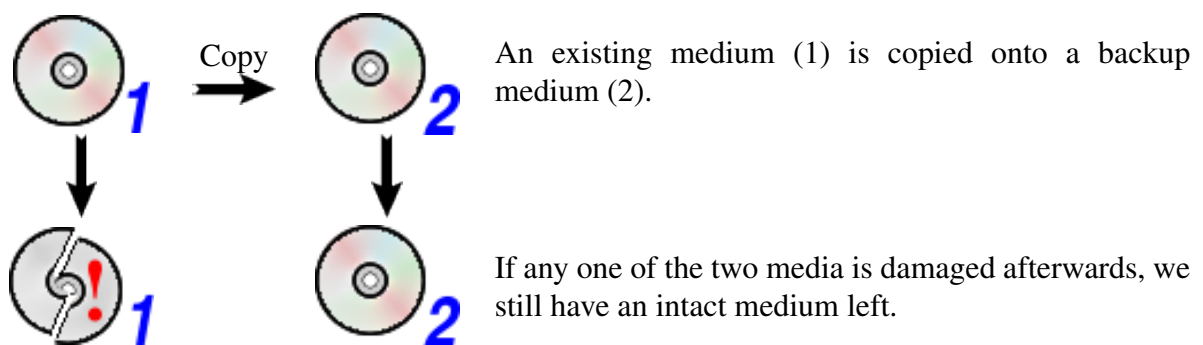 Copy
1
2
An existing medium (1) is copied onto a backup
medium (2).
!
1
2
If any one of the two media is damaged afterwards, we
still have an intact medium left.